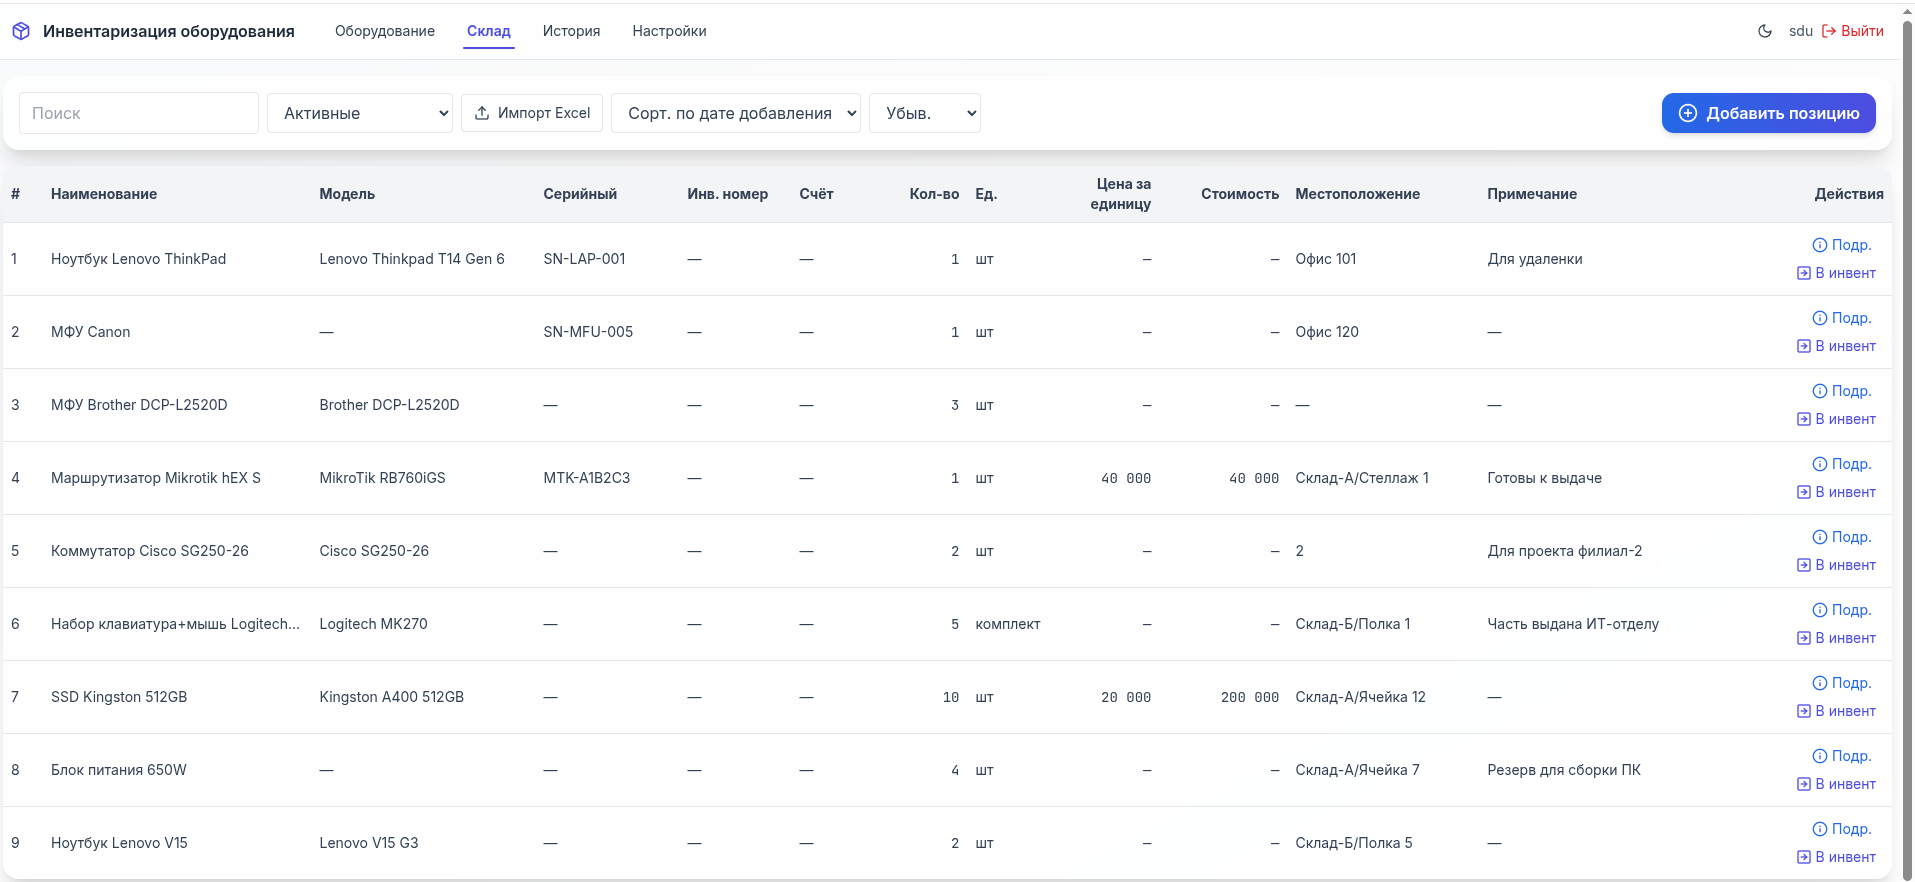 Инвентаризация оборудования Оборудование Склад История Настройки sdu Выйти
Поиск Активные Импорт Excel Сорт. по дате добавления Убыв. Добавить позицию
# Наименование Модель Серийный Инв. номер Счёт Кол-во Ед. Цена за единицу Стоимость Местоположение Примечание Действия
1 Ноутбук Lenovo ThinkPad Lenovo Thinkpad T14 Gen 6 SN-LAP-001 — — 1 шт – – Офис 101 Для удаленки Подр.
В инвент
2 МФУ Canon — SN-MFU-005 — — 1 шт – – Офис 120 — Подр.
В инвент
3 МФУ Brother DCP-L2520D Brother DCP-L2520D — — — 3 шт – – — — Подр.
В инвент
4 Маршрутизатор Mikrotik hEX S MikroTik RB760iGS MTK-A1B2C3 — — 1 шт 40 000 40 000 Склад-А/Стеллаж 1 Готовы к выдаче Подр.
В инвент
5 Коммутатор Cisco SG250-26 Cisco SG250-26 — — — 2 шт – – 2 Для проекта филиал-2 Подр.
В инвент
6 Набор клавиатура+мышь Logitech... Logitech MK270 — — — 5 комплект – – Склад-Б/Полка 1 Часть выдана ИТ-отделу Подр.
В инвент
7 SSD Kingston 512GB Kingston A400 512GB — — — 10 шт 20 000 200 000 Склад-А/Ячейка 12 — Подр.
В инвент
8 Блок питания 650W — — — — 4 шт – – Склад-А/Ячейка 7 Резерв для сборки ПК Подр.
В инвент
9 Ноутбук Lenovo V15 Lenovo V15 G3 — — — 2 шт – – Склад-Б/Полка 5 — Подр.
В инвент